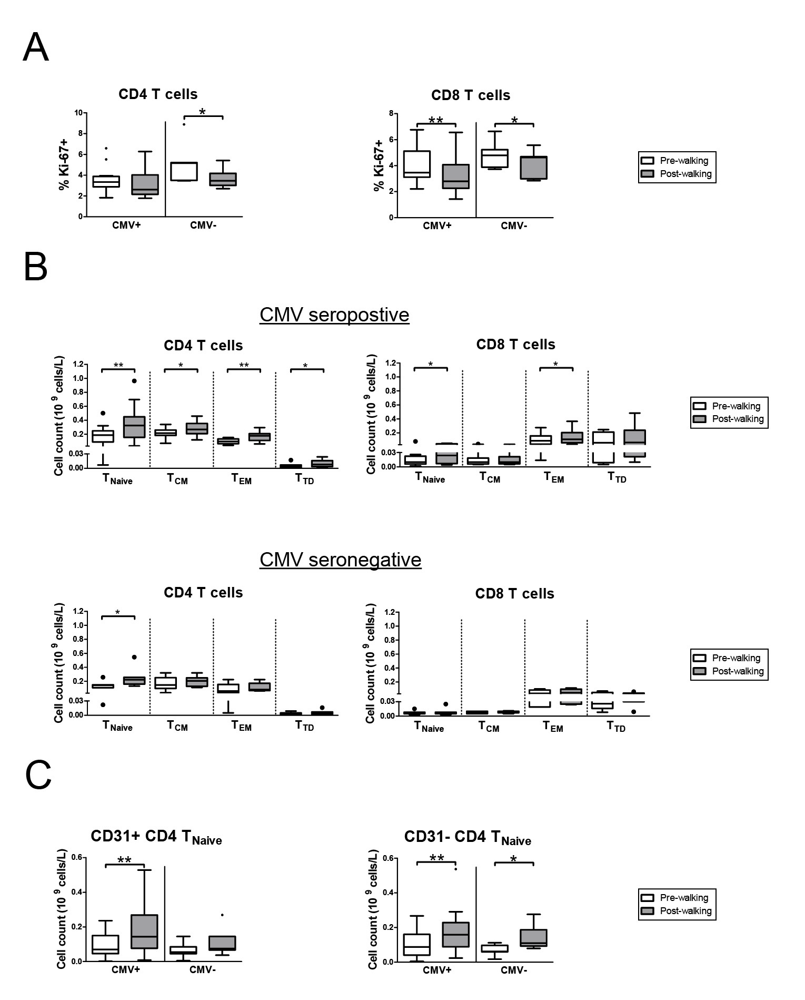 A
CD4 T cells
CD8 T cells
10
8
6
4
2
0
% Ki-67+
*
CMV+
CMV-
8
6
4
2
0
% Ki-67+
**
*
CMV+
CMV-
Pre-walking
Post-walking
B
CMV seropostive
CD4 T cells
CD8 T cells
Cell count (10 9 cells/L)
1.2
1.0
0.8
0.6
0.4
0.2
0.03
0.00
**
*
**
*
TNaive
TCM
TEM
TTD
Cell count (10 9 cells/L)
1.2
1.0
0.8
0.6
0.4
0.2
0.03
0.00
*
*
TNaive
TCM
TEM
TTD
Pre-walking
Post-walking
CMV seronegative
CD4 T cells
CD8 T cells
Cell count (10 9 cells/L)
1.2
1.0
0.8
0.6
0.4
0.2
0.03
0.00
*
TNaive
TCM
TEM
TTD
Cell count (10 9 cells/L)
1.2
1.0
0.8
0.6
0.4
0.2
0.03
0.00
TNaive
TCM
TEM
TTD
Pre-walking
Post-walking
C
CD31+ CD4 TNaive
CD31- CD4 TNaive
Cell count (10 9 cells/L)
0.6
0.4
0.2
0.0
**
CMV+
CMV-
Cell count (10 9 cells/L)
0.6
0.4
0.2
0.0
**
*
CMV+
CMV-
Pre-walking
Post-walking